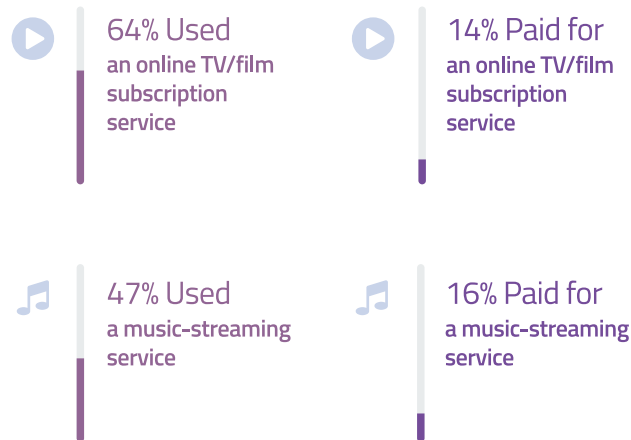 64% Used
an online TV/film
subscription
service
14% Paid for
an online TV/film
subscription
service
47% Used
a music-streaming
service
16% Paid for
a music-streaming
service